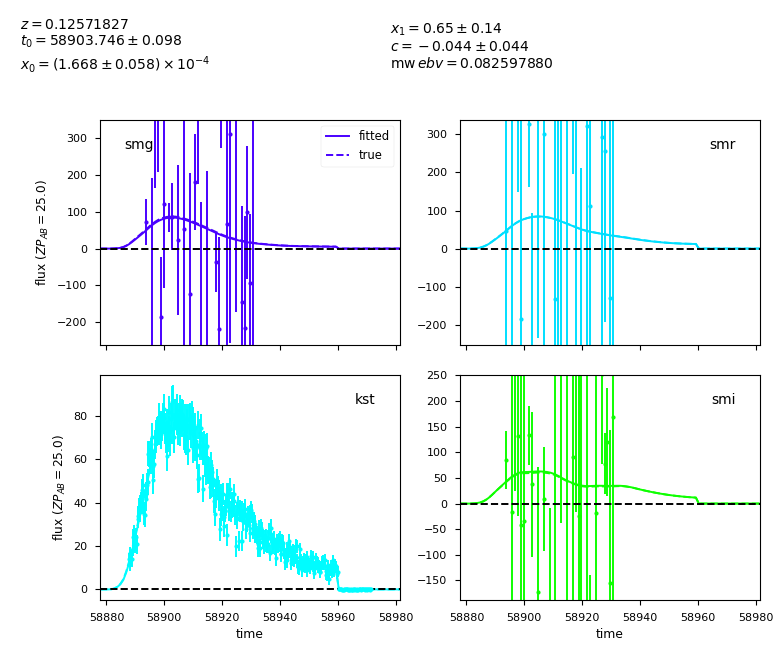 z = 0.12571827
t₀ = 58903.746 ± 0.098
x₀ = (1.668 ± 0.058) × 10⁻⁴
x₁ = 0.65 ± 0.14
c = −0.044 ± 0.044
mw ebv = 0.082597880
smg
fitted
true
300
200
100
0
−100
−200
flux (ZP_AB = 25.0)
smr
300
200
100
0
−100
−200
kst
80
60
40
20
0
flux (ZP_AB = 25.0)
58880 58900 58920 58940 58960 58980
time
smi
250
200
150
100
50
0
−50
−100
−150
58880 58900 58920 58940 58960 58980
time